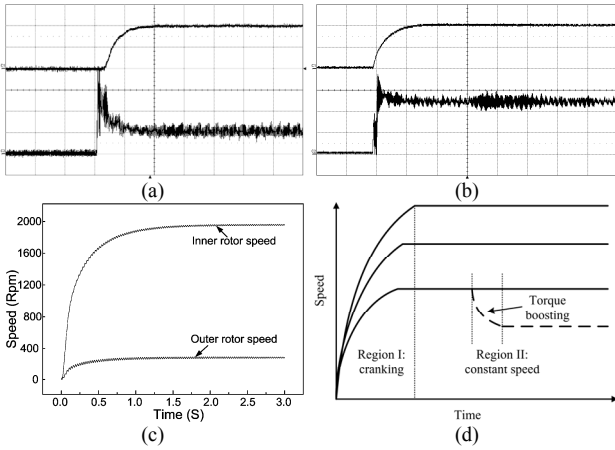 (a)
(b)
2000
1600
1200
800
400
0
Speed (Rpm)
Inner rotor speed
Outer rotor speed
0.0 0.5 1.0 1.5 2.0 2.5 3.0
Time (S)
(c)
Speed
Torque
boosting
Region I:
cranking
Region II:
constant speed
Time
(d)